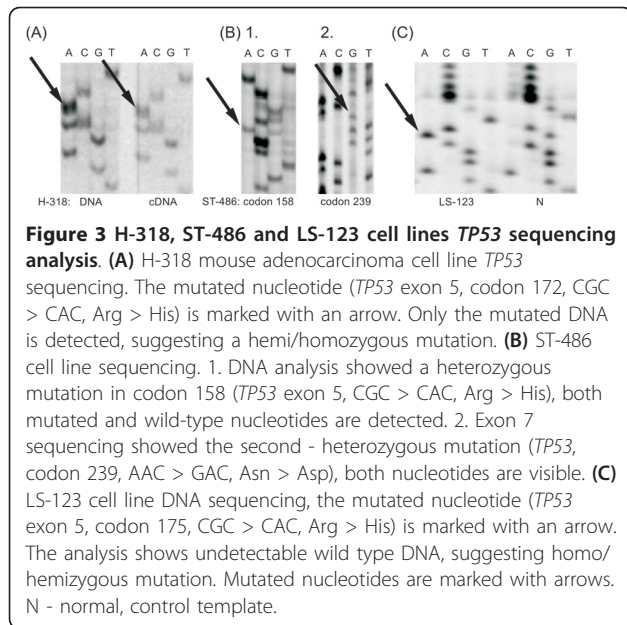 (A)
A C G T A C G T
(B) 1. 2.
A C G T A C G T
(C)
A C G T A C G T
H-318: DNA cDNA
ST-486: codon 158 codon 239
LS-123 N
Figure 3 H-318, ST-486 and LS-123 cell lines TP53 sequencing
analysis. (A) H-318 mouse adenocarcinoma cell line TP53
sequencing. The mutated nucleotide (TP53 exon 5, codon 172, CGC
> CAC, Arg > His) is marked with an arrow. Only the mutated DNA
is detected, suggesting a hemi/homozygous mutation. (B) ST-486
cell line sequencing. 1. DNA analysis showed a heterozygous
mutation in codon 158 (TP53 exon 5, CGC > CAC, Arg > His), both
mutated and wild-type nucleotides are detected. 2. Exon 7
sequencing showed the second - heterozygous mutation (TP53,
codon 239, AAC > GAC, Asn > Asp), both nucleotides are visible. (C)
LS-123 cell line DNA sequencing, the mutated nucleotide (TP53
exon 5, codon 175, CGC > CAC, Arg > His) is marked with an arrow.
The analysis shows undetectable wild type DNA, suggesting homo/
hemizygous mutation. Mutated nucleotides are marked with arrows.
N - normal, control template.